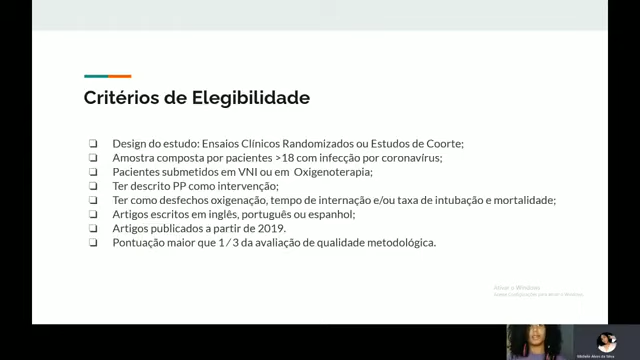 Critérios de Elegibilidade
❏ Design do estudo: Ensaios Clínicos Randomizados ou Estudos de Coorte;
❏ Amostra composta por pacientes >18 com infecção por coronavírus;
❏ Pacientes submetidos em VNI ou em Oxigenoterapia;
❏ Ter descrito PP como intervenção;
❏ Ter como desfechos oxigenação, tempo de internação e/ou taxa de intubação e mortalidade;
❏ Artigos escritos em inglês, português ou espanhol;
❏ Artigos publicados a partir de 2019.
❏ Pontuação maior que 1 / 3 da avaliação de qualidade metodológica.
Ativar o Windows